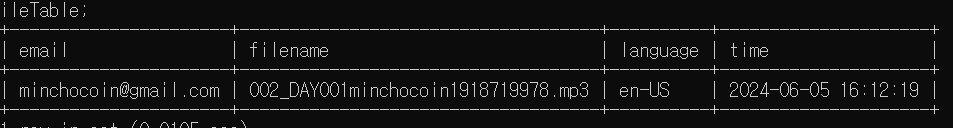 ileTable;
+----------------------+-----------------------------------+----------+---------------------+
| email | filename | language | time |
+----------------------+-----------------------------------+----------+---------------------+
| minchocoin@gmail.com | 002_DAY001minchocoin1918719978.mp3 | en-US | 2024-06-05 16:12:19 |
+----------------------+-----------------------------------+----------+---------------------+
1 row in set (0.0105 sec)